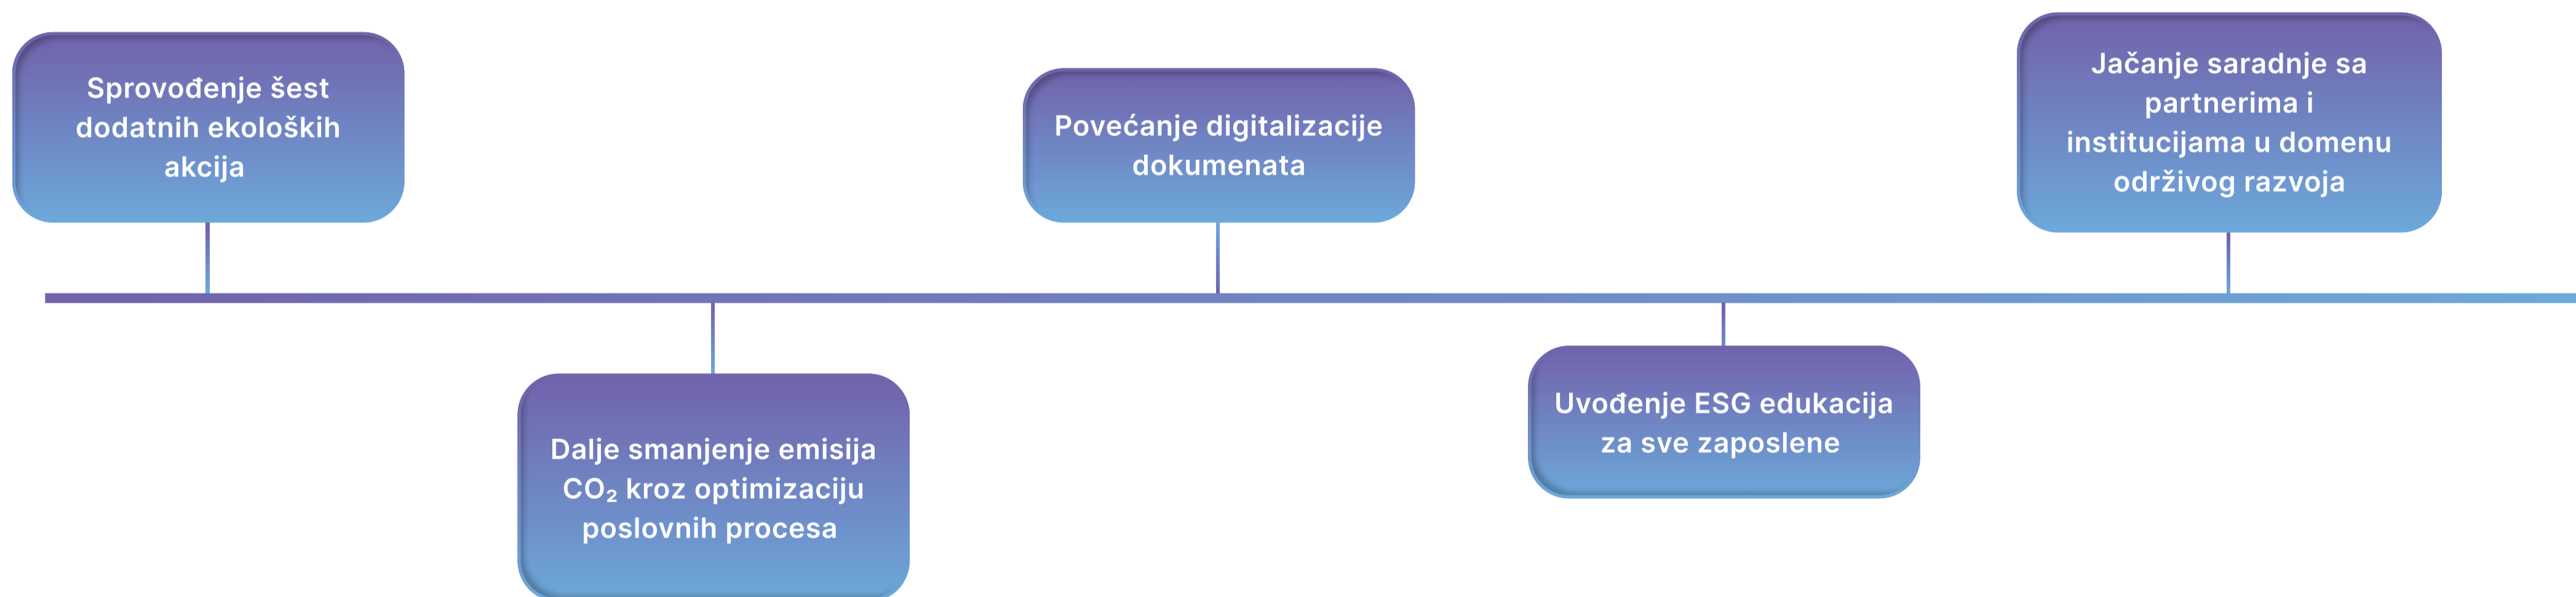 Sprovođenje šest
dodatnih ekoloških
akcija
Dalje smanjenje emisija
CO₂ kroz optimizaciju
poslovnih procesa
Povećanje digitalizacije
dokumenata
Uvođenje ESG edukacija
za sve zaposlene
Jačanje saradnje sa
partnerima i
institucijama u domenu
održivog razvoja